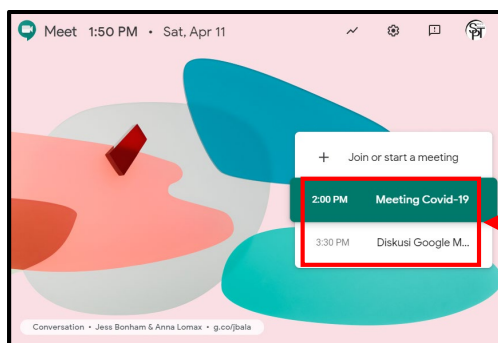 Meet 1:50 PM • Sat, Apr 11
SPT
+ Join or start a meeting
2:00 PM Meeting Covid-19
3:30 PM Diskusi Google M...
Conversation • Jess Bonham & Anna Lomax • g.co/jbala